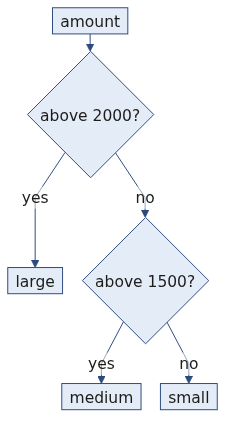 amount
above 2000?
yes
no
large
above 1500?
yes
no
medium
small